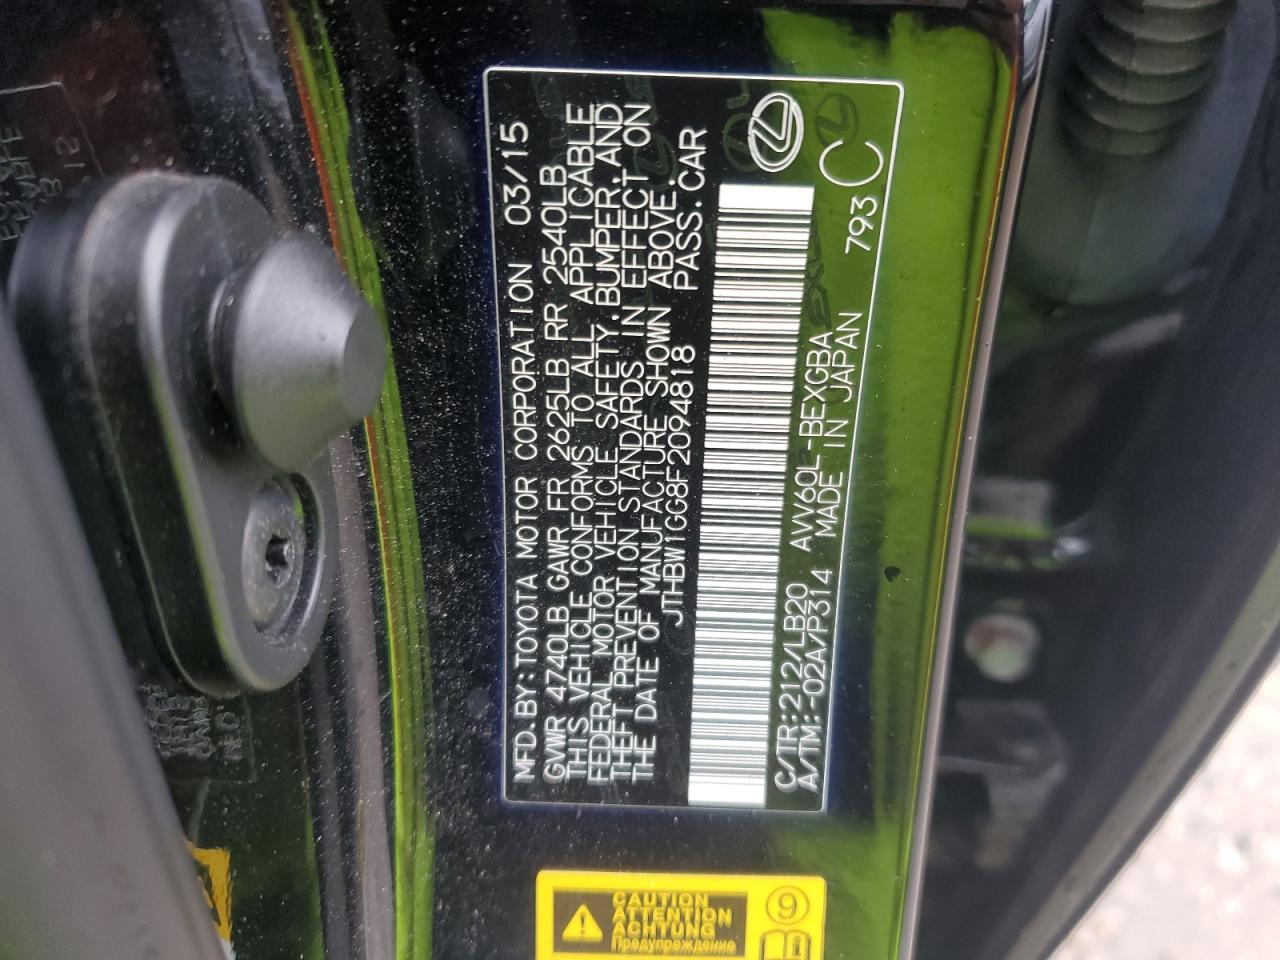 MFD.BY:TOYOTA MOTOR CORPORATION 03/15
GVWR 4740LB GAWR FR 2625LB RR 2540LB
THIS VEHICLE CONFORMS TO ALL APPLICABLE
FEDERAL MOTOR VEHICLE SAFETY,BUMPER,AND
THEFT PREVENTION STANDARDS IN EFFECT ON
THE DATE OF MANUFACTURE SHOWN ABOVE.
JTHBW1GG8F2094818 PASS.CAR
C/TR:212/LB20 AVV60L-BEXGBA 793
A/TM:-02A/P314 MADE IN JAPAN
C
CAUTION
ATTENTION
ACHTUNG
Предупреждение
9